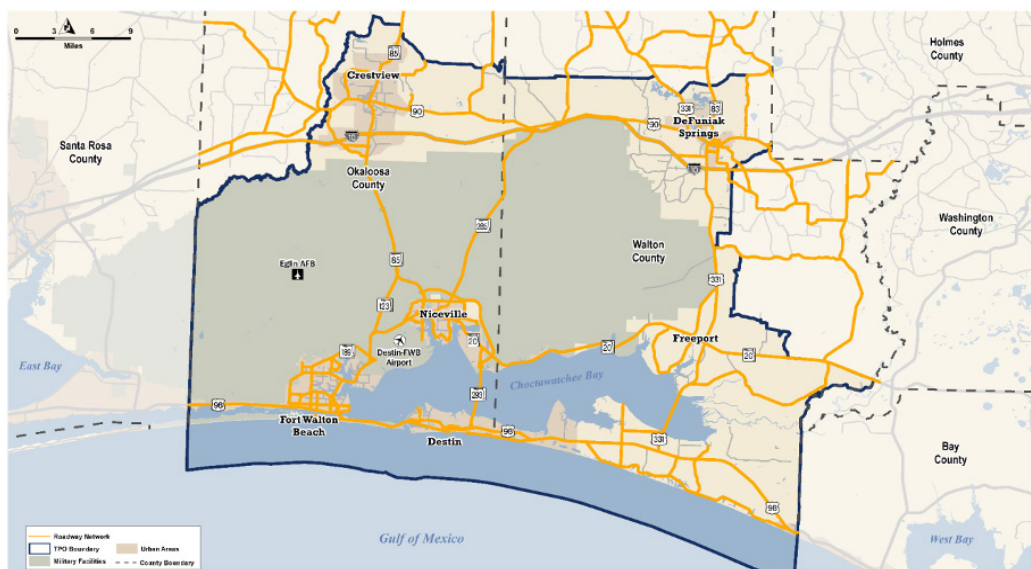 0 3 6 9
Miles
85
Holmes
County
Crestview
331
83
90
DeFuniak
Springs
90
10
Santa Rosa
County
10
Okaloosa
County
Washington
County
285
Walton
County
Eglin AFB
85
331
123
Niceville
Freeport
20
20
20
Destin-FWB
Airport
East Bay
Choctawhatchee Bay
293
98
Fort Walton
Beach
Destin
98
331
Bay
County
98
Roadway Network
TPO Boundary
Urban Areas
Military Facilities
County Boundary
Gulf of Mexico
West Bay